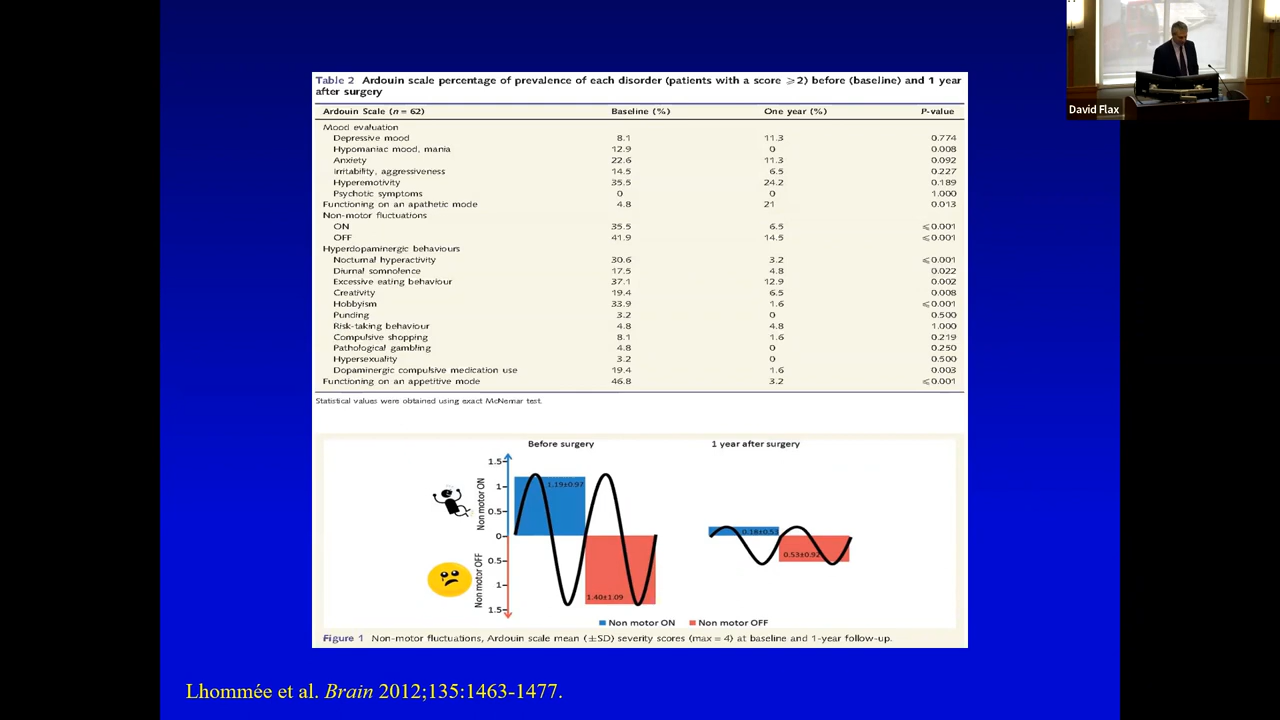 Table 2 Ardouin scale percentage of prevalence of each disorder (patients with a score ⩾2) before (baseline) and 1 year
after surgery
Ardouin Scale (n = 62) Baseline (%) One year (%) P-value
Mood evaluation
Depressive mood 8.1 11.3 0.774
Hypomaniac mood, mania 12.9 0 0.008
Anxiety 22.6 11.3 0.092
Irritability, aggressiveness 14.5 6.5 0.227
Hyperemotivity 35.5 24.2 0.189
Psychotic symptoms 0 0 1.000
Functioning on an apathetic mode 4.8 21 0.013
Non-motor fluctuations
ON 35.5 6.5 ⩽0.001
OFF 41.9 14.5 ⩽0.001
Hyperdopaminergic behaviours
Nocturnal hyperactivity 30.6 3.2 ⩽0.001
Diurnal somnolence 17.5 4.8 0.022
Excessive eating behaviour 37.1 12.9 0.002
Creativity 19.4 6.5 0.008
Hobbyism 33.9 1.6 ⩽0.001
Punding 3.2 0 0.500
Risk-taking behaviour 4.8 4.8 1.000
Compulsive shopping 8.1 1.6 0.219
Pathological gambling 4.8 0 0.250
Hypersexuality 3.2 0 0.500
Dopaminergic compulsive medication use 19.4 1.6 0.003
Functioning on an appetitive mode 46.8 3.2 ⩽0.001
Statistical values were obtained using exact McNemar test.
Before surgery 1 year after surgery
1.5
1
0.5
0
0.5
1
1.5
Non motor ON
Non motor OFF
1.19±0.97
1.40±1.09
0.18±0.53
0.53±0.92
Non motor ON Non motor OFF
Figure 1 Non-motor fluctuations, Ardouin scale mean (±SD) severity scores (max = 4) at baseline and 1-year follow-up.
Lhommée et al. Brain 2012;135:1463-1477.
David Flax